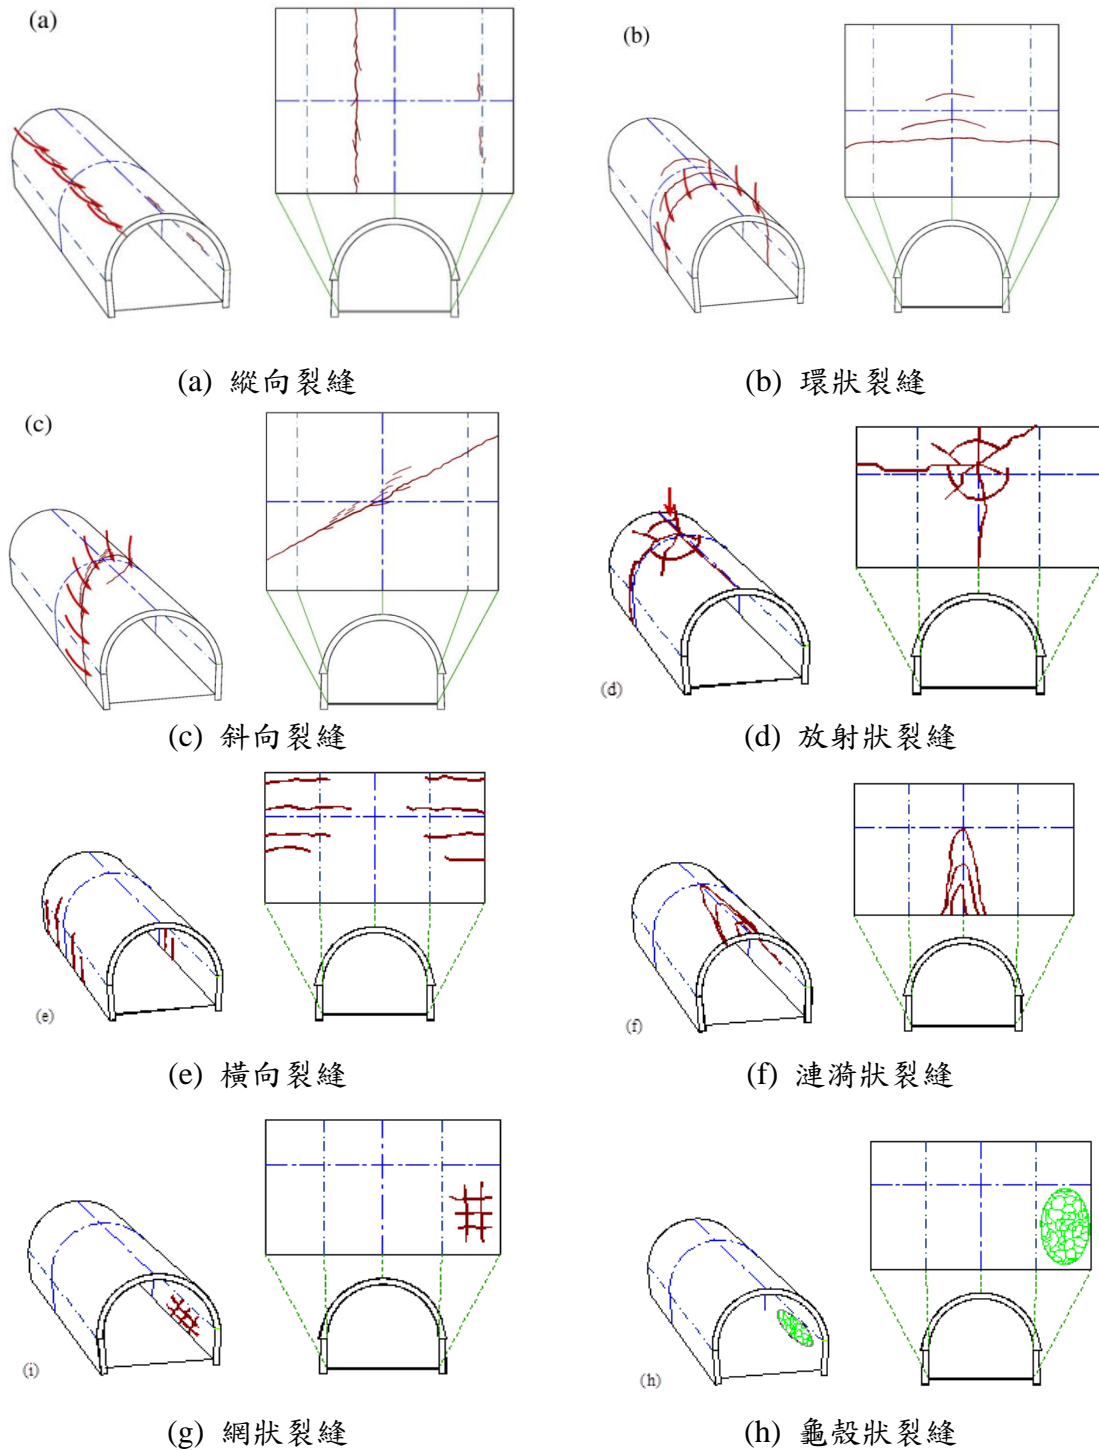 (a)
(b)
(a) 縱向裂縫
(b) 環狀裂縫
(c)
(d)
(c) 斜向裂縫
(d) 放射狀裂縫
(e)
(f)
(e) 橫向裂縫
(f) 漣漪狀裂縫
(i)
(h)
(g) 網狀裂縫
(h) 龜殼狀裂縫